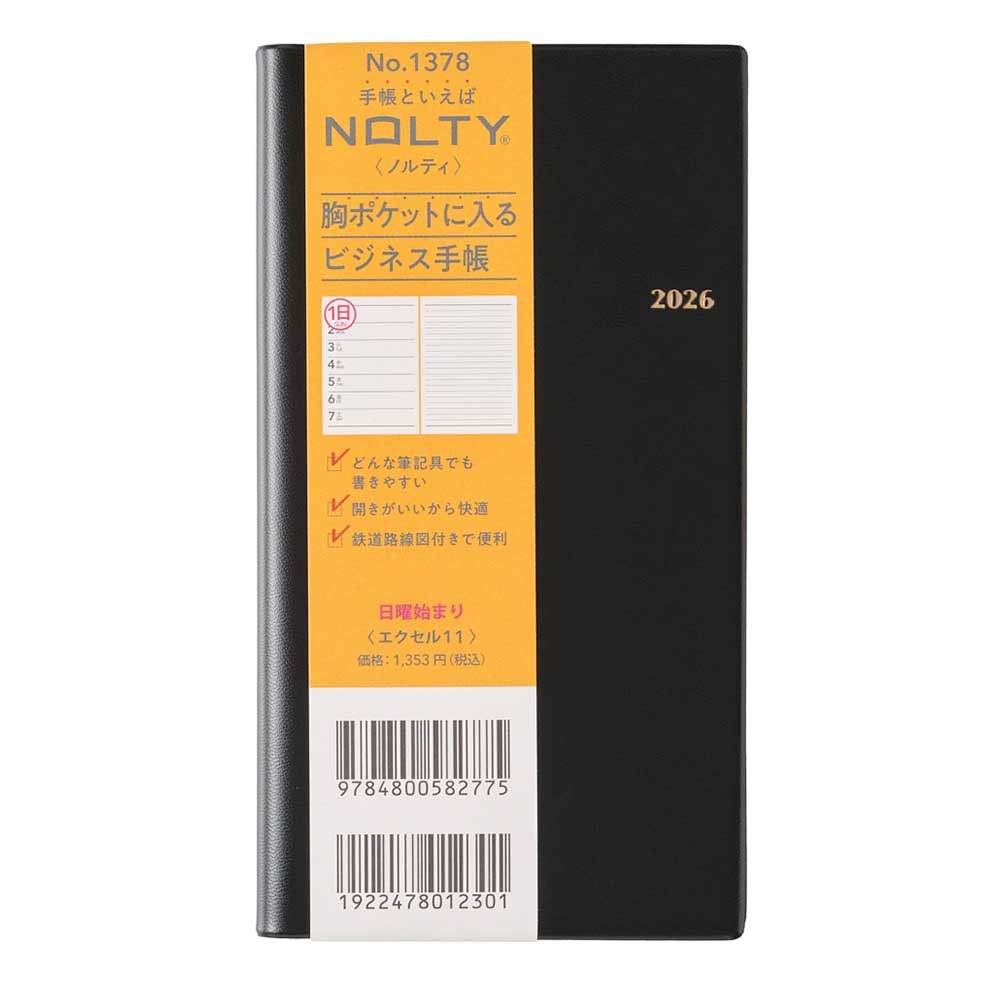 No.1378
手帳といえば
NOLTY®
〈ノルティ〉
胸ポケットに入る
ビジネス手帳
2026
1日
SUN
2
3
4
5
6
7
どんな筆記具でも
書きやすい
開きがいいから快適
鉄道路線図付きで便利
日曜始まり
〈エクセル11〉
価格:1,353円(税込)
9784800582775
1922478012301